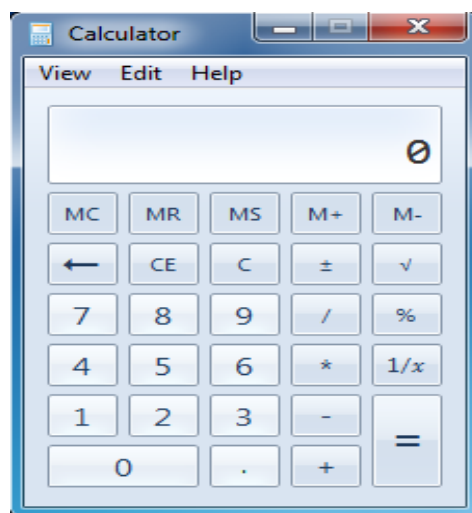 Calculator
View Edit Help
0
MC MR MS M+ M-
← CE C ± √
7 8 9 / %
4 5 6 * 1/x
1 2 3 - =
0 . +